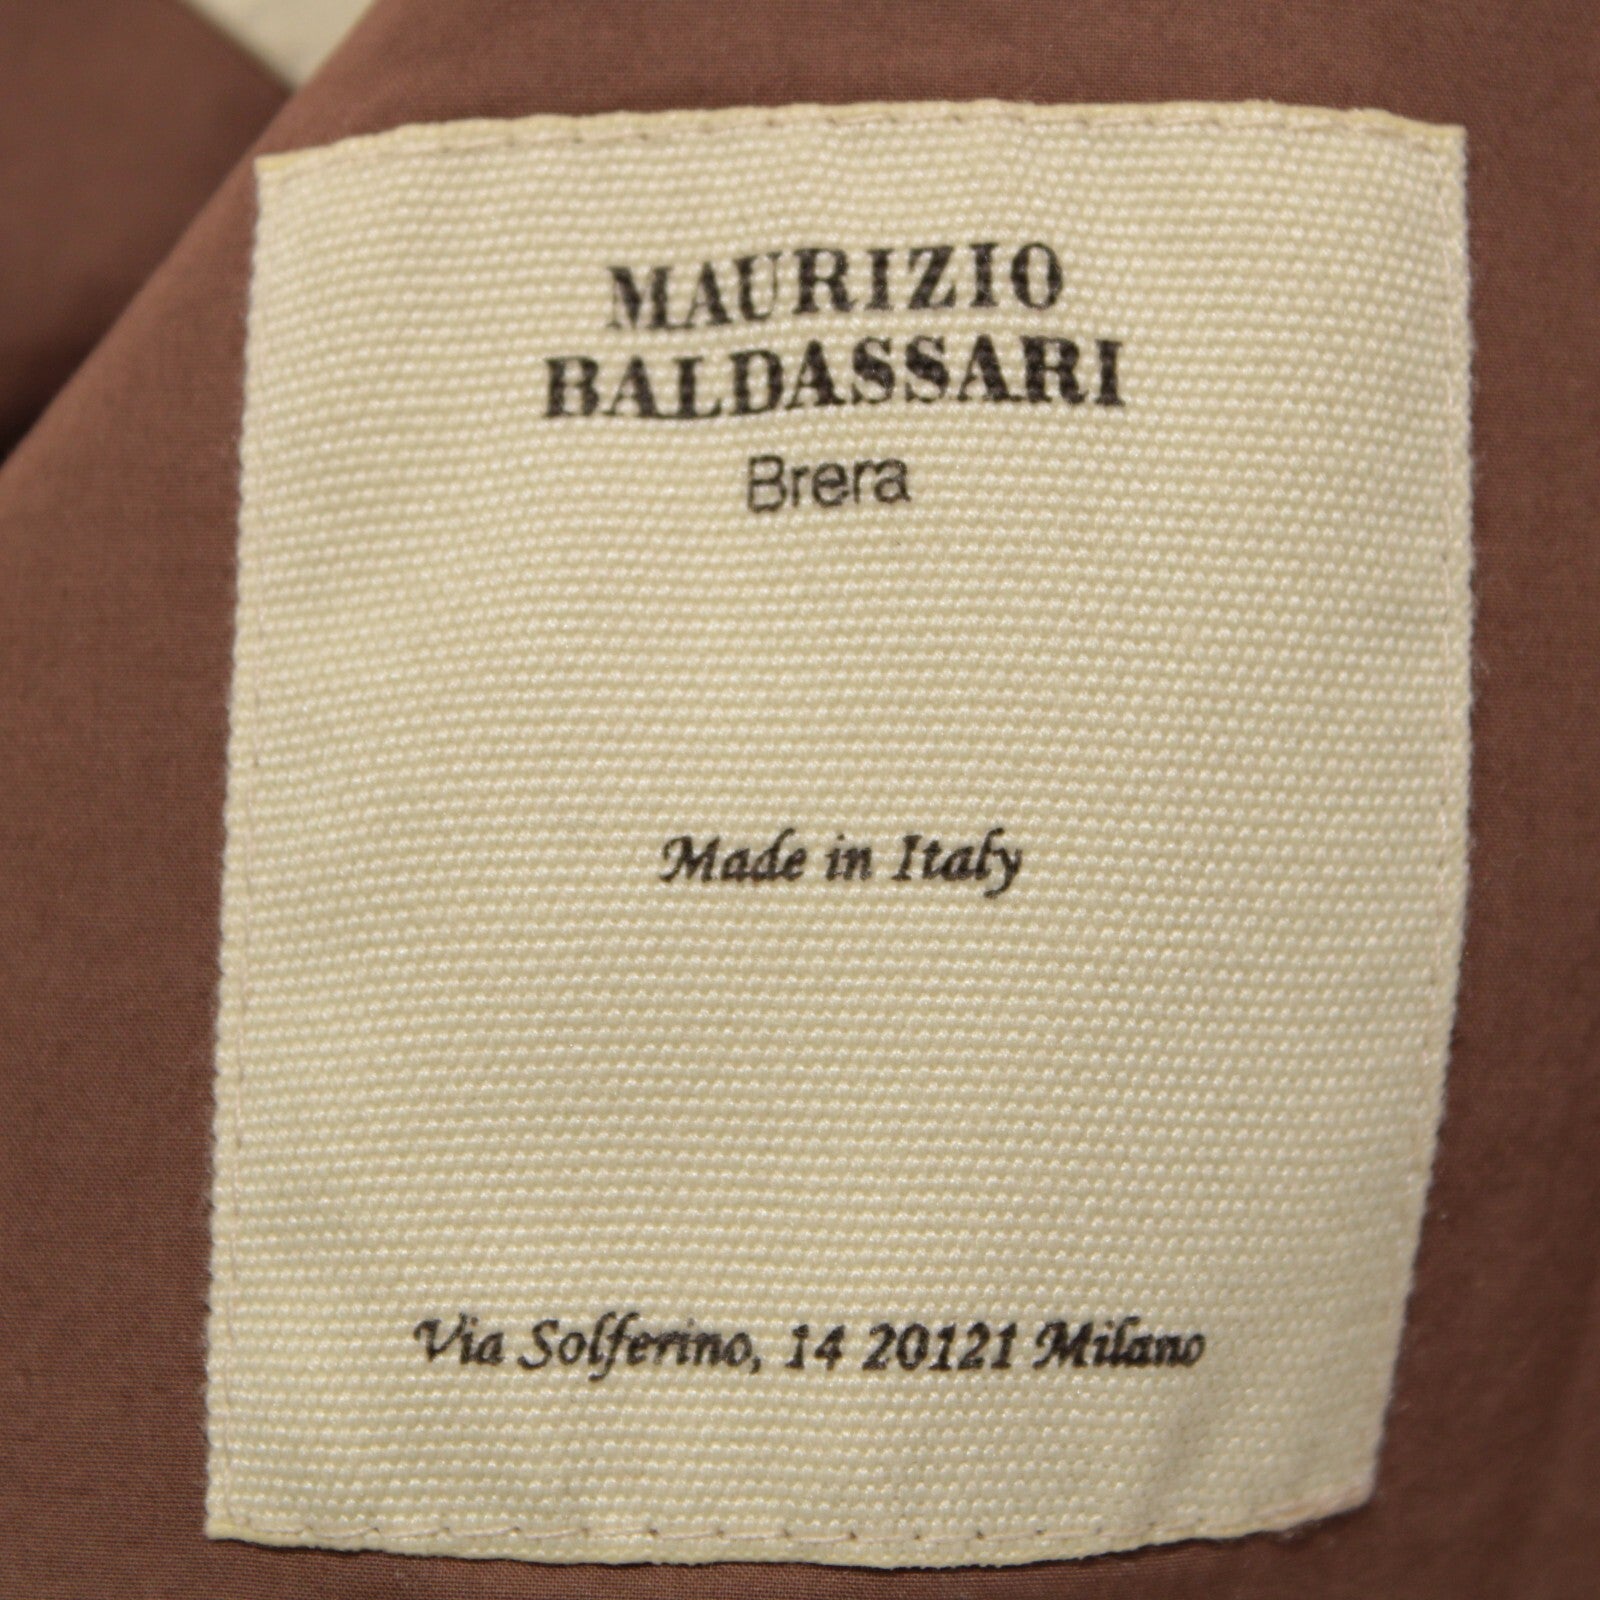 MAURIZIO
BALDASSARI
Brera
Made in Italy
Via Solferino, 14 20121 Milano